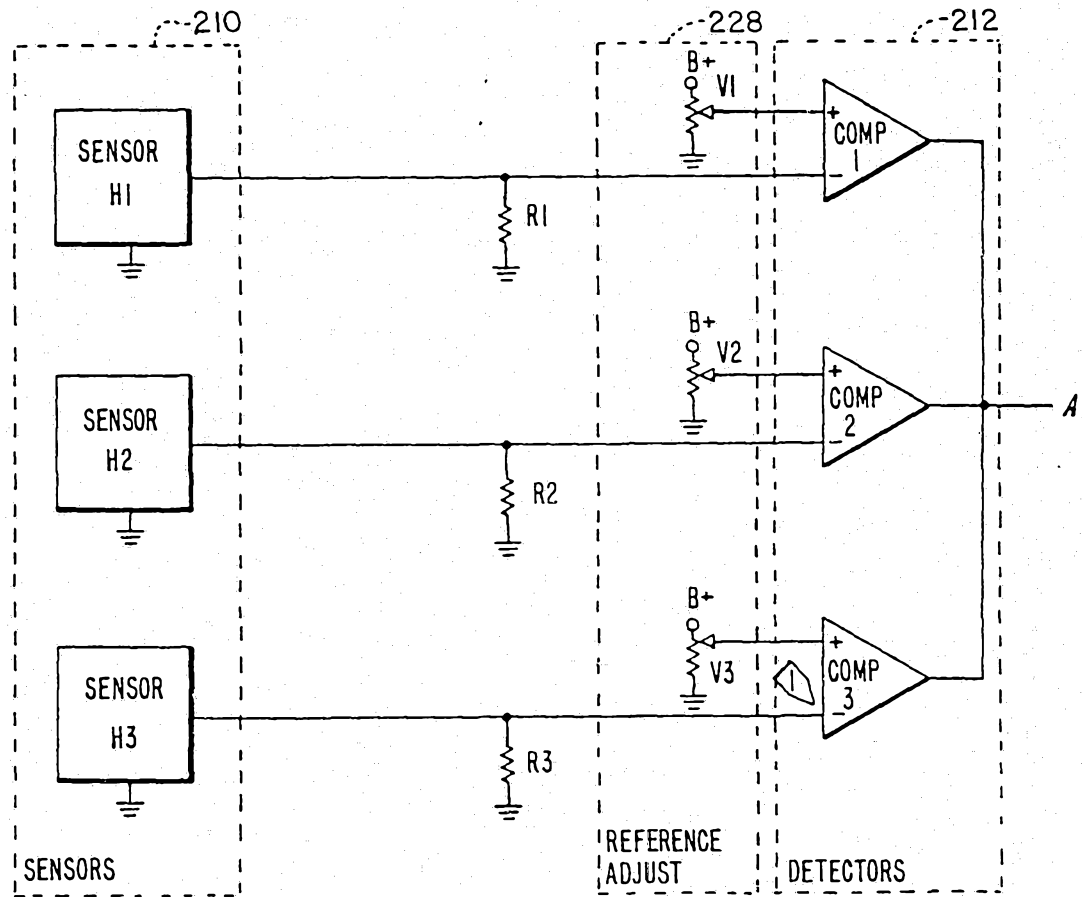 210
228
212
SENSOR
H1
R1
B+
V1
+
COMP
1
-
SENSOR
H2
R2
B+
V2
+
COMP
2
-
A
SENSOR
H3
R3
B+
V3
1
+
COMP
3
-
SENSORS
REFERENCE
ADJUST
DETECTORS